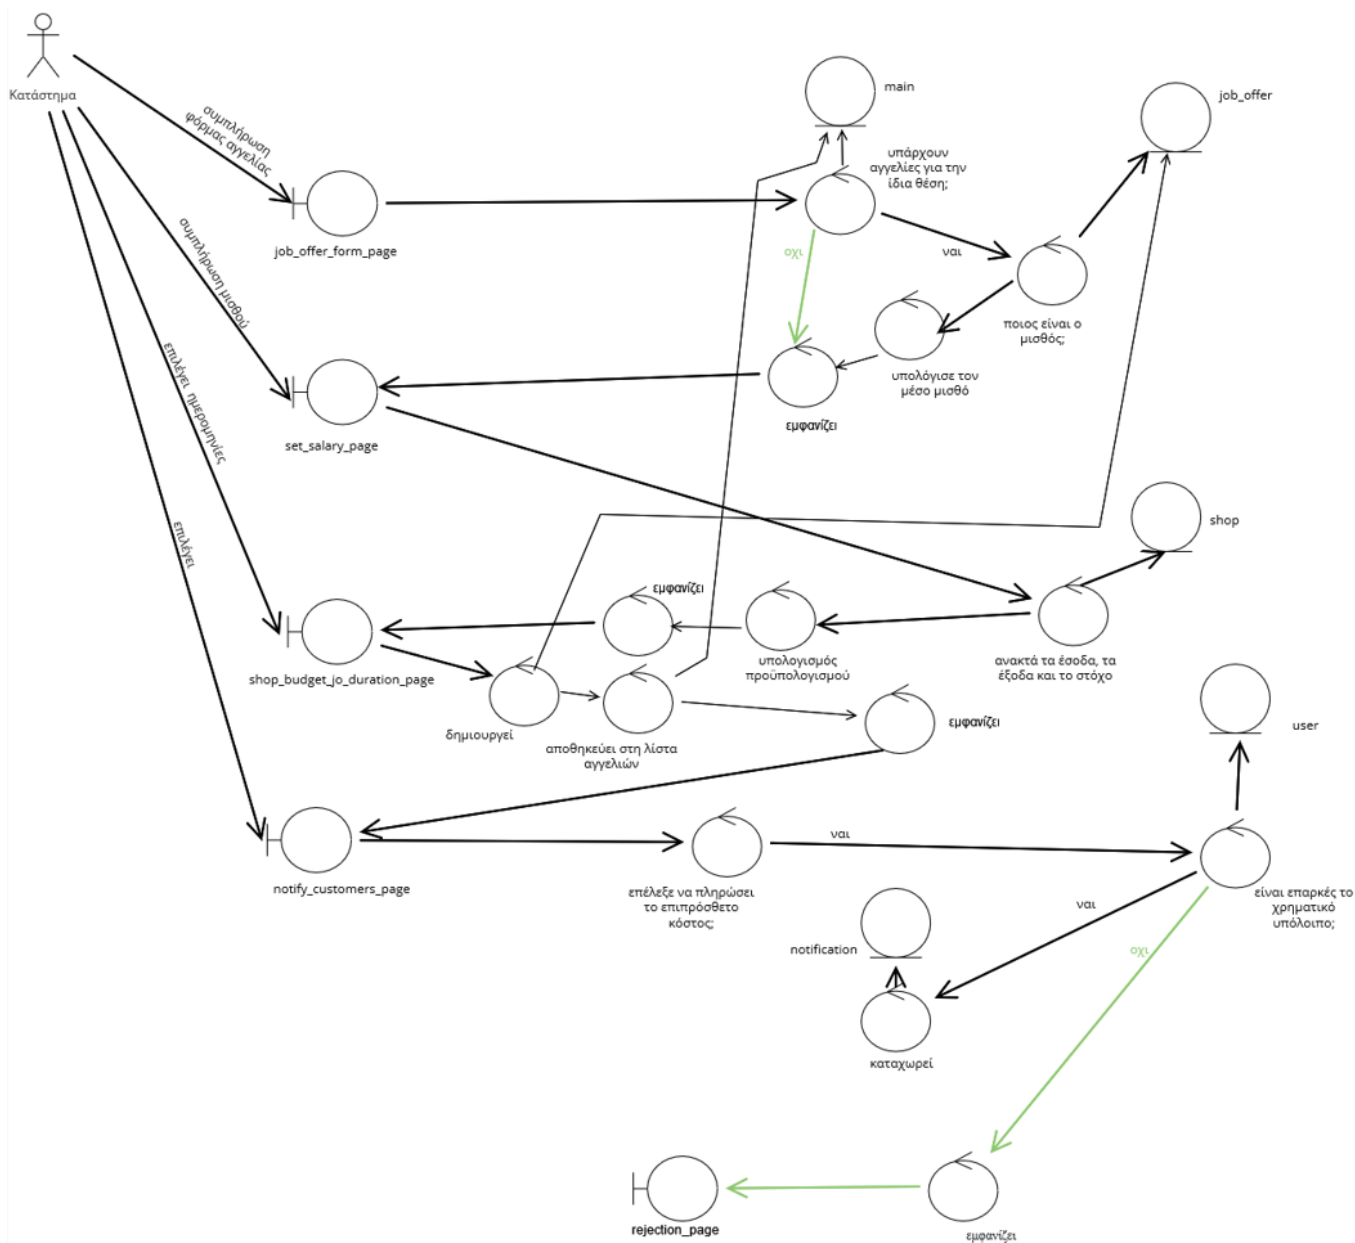 Κατάστημα
συμπλήρωση
φόρμας αγγελίας
main
job_offer
υπάρχουν
αγγελίες για την
ίδια θέση;
job_offer_form_page
οχι
ναι
συμπλήρωση μισθού
ποιος είναι ο
μισθός;
υπολόγισε τον
μέσο μισθό
εμφανίζει
set_salary_page
επιλέγει ημερομηνίες
shop
επιλέγει
εμφανίζει
υπολογισμός
προϋπολογισμού
ανακτά τα έσοδα, τα
έξοδα και το στόχο
shop_budget_jo_duration_page
δημιουργεί
αποθηκεύει στη λίστα
αγγελιών
εμφανίζει
user
ναι
notify_customers_page
επέλεξε να πληρώσει
το επιπρόσθετο
κόστος;
είναι επαρκές το
χρηματικό
υπόλοιπο;
ναι
οχι
notification
καταχωρεί
rejection_page
εμφανίζει